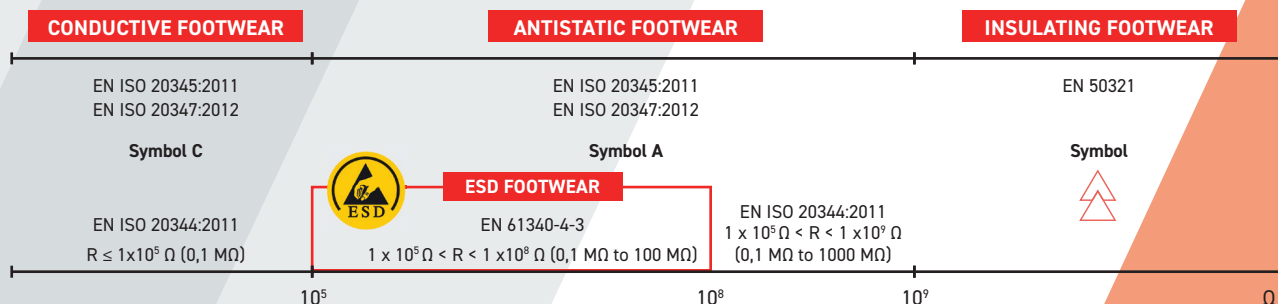 CONDUCTIVE FOOTWEAR
ANTISTATIC FOOTWEAR
INSULATING FOOTWEAR
EN ISO 20345:2011
EN ISO 20347:2012
EN ISO 20345:2011
EN ISO 20347:2012
EN 50321
Symbol C
Symbol A
Symbol
ESD
ESD FOOTWEAR
EN ISO 20344:2011
R ≤ 1x10⁵ Ω (0,1 MΩ)
EN 61340-4-3
1 x 10⁵ Ω < R < 1 x10⁸ Ω (0,1 MΩ to 100 MΩ)
EN ISO 20344:2011
1 x 10⁵ Ω < R < 1 x10⁹ Ω
(0,1 MΩ to 1000 MΩ)
10⁵
10⁸
10⁹
Ω